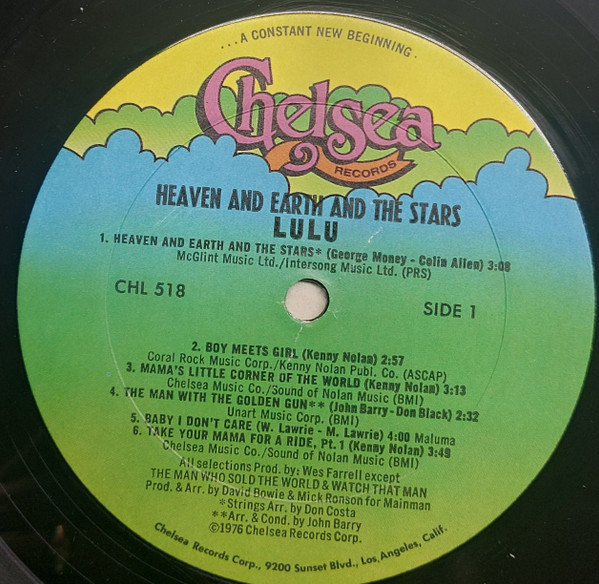 ...A CONSTANT NEW BEGINNING.
Chelsea
RECORDS
HEAVEN AND EARTH AND THE STARS
LULU
1. HEAVEN AND EARTH AND THE STARS* (George Money - Colin Allen) 3:08
McGlint Music Ltd./Intersong Music Ltd. (PRS)
CHL 518
SIDE 1
2. BOY MEETS GIRL (Kenny Nolan) 2:57
Coral Rock Music Corp./Kenny Nolan Publ. Co. (ASCAP)
3. MAMA'S LITTLE CORNER OF THE WORLD (Kenny Nolan) 3:13
Chelsea Music Co./Sound of Nolan Music (BMI)
4. THE MAN WITH THE GOLDEN GUN** (John Barry - Don Black) 2:32
Unart Music Corp. (BMI)
5. BABY I DON'T CARE (W. Lawrie - M. Lawrie) 4:00 Maluma
6. TAKE YOUR MAMA FOR A RIDE, Pt. 1 (Kenny Nolan) 3:49
Chelsea Music Co./Sound of Nolan Music (BMI)
All selections Prod. by: Wes Farrell except
THE MAN WHO SOLD THE WORLD & WATCH THAT MAN
Prod. & Arr. by David Bowie & Mick Ronson for Mainman
*Strings Arr. by Don Costa
**Arr. & Cond. by John Barry
©1976 Chelsea Records Corp.
Chelsea Records Corp., 9200 Sunset Blvd., Los Angeles, Calif.